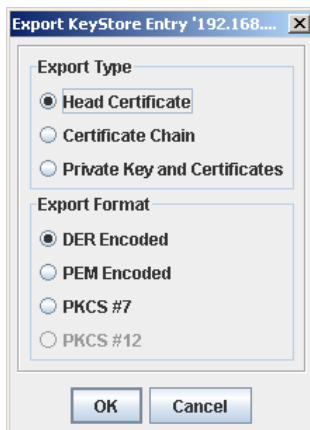 Export KeyStore Entry '192.168....
Export Type
Head Certificate
Certificate Chain
Private Key and Certificates
Export Format
DER Encoded
PEM Encoded
PKCS #7
PKCS #12
OK Cancel